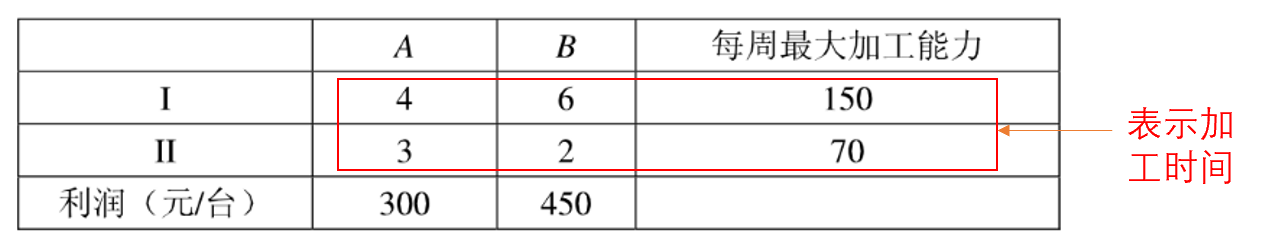 A B 每周最大加工能力
I 4 6 150
II 3 2 70
利润（元/台） 300 450
表示加
工时间